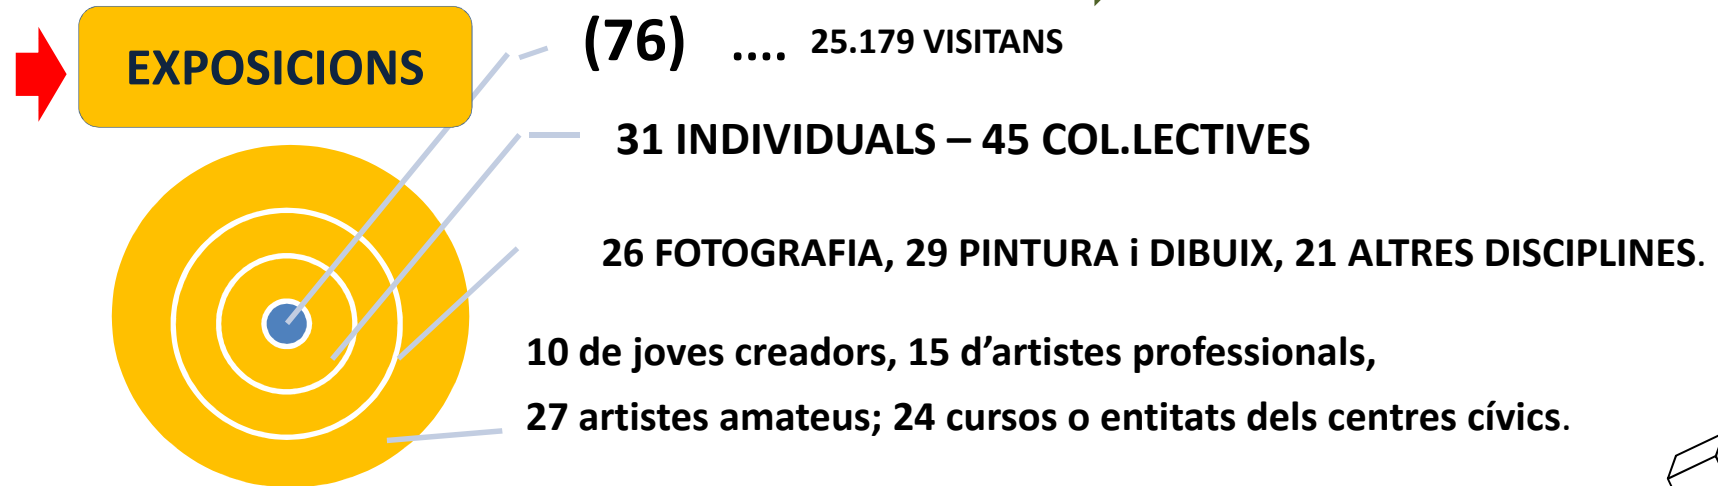 EXPOSICIONS
(76) .... 25.179 VISITANS
31 INDIVIDUALS – 45 COL.LECTIVES
26 FOTOGRAFIA, 29 PINTURA i DIBUIX, 21 ALTRES DISCIPLINES.
10 de joves creadors, 15 d’artistes professionals,
27 artistes amateus; 24 cursos o entitats dels centres cívics.